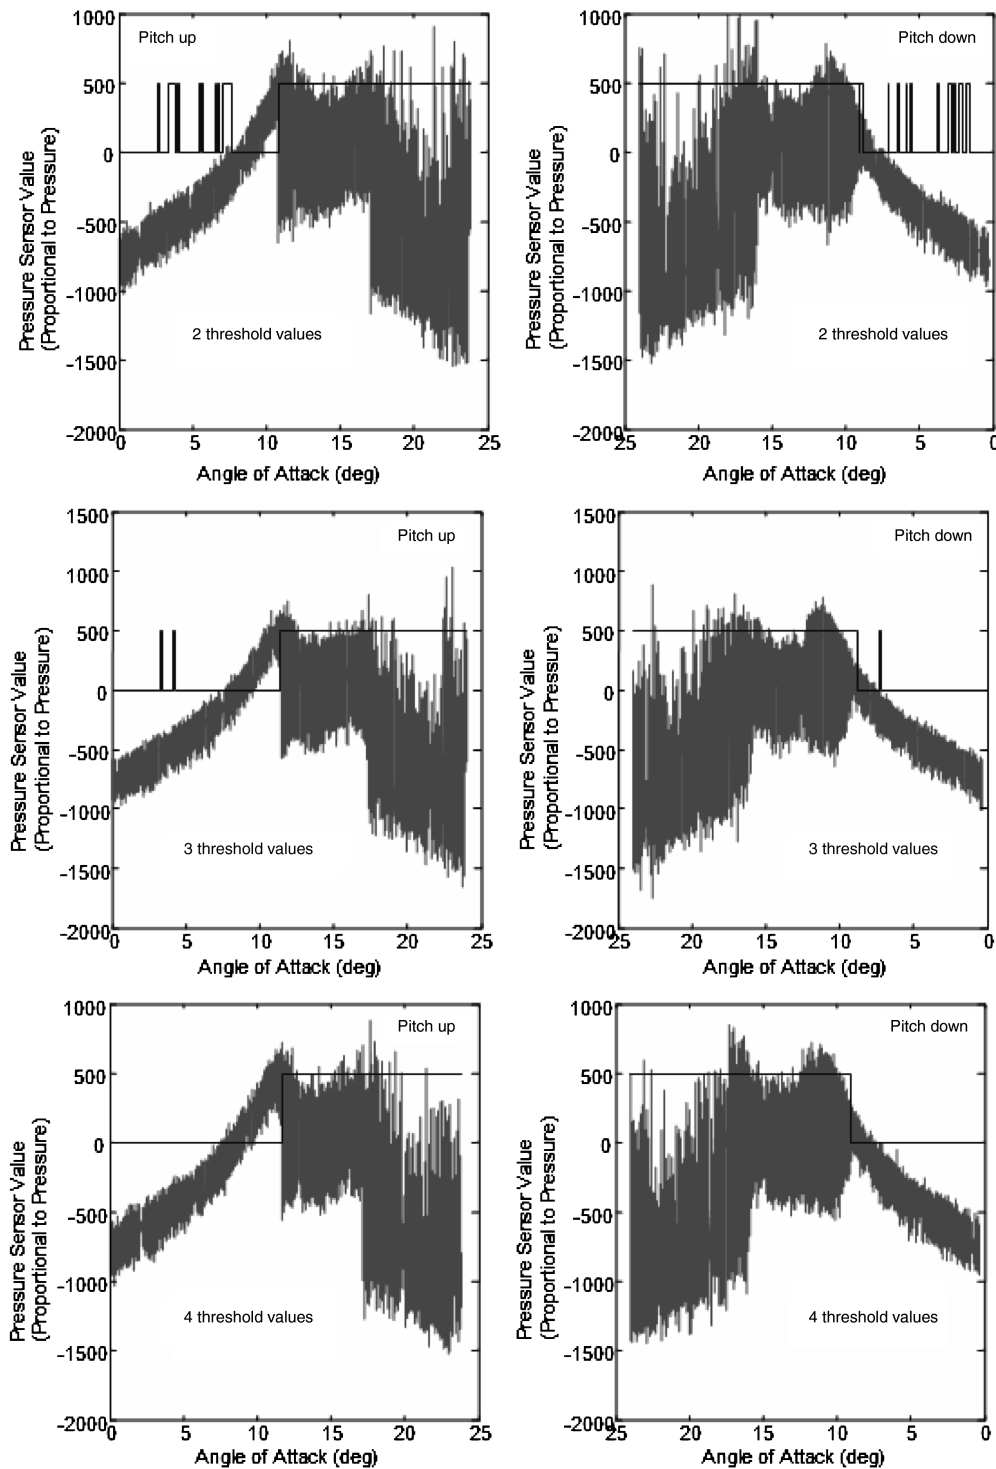 1000
500
0
-500
-1000
-1500
-2000
Pressure Sensor Value
(Proportional to Pressure)
Pitch up
2 threshold values
0 5 10 15 20 25
Angle of Attack (deg)
1000
500
0
-500
-1000
-1500
-2000
Pressure Sensor Value
(Proportional to Pressure)
Pitch down
2 threshold values
25 20 15 10 5 0
Angle of Attack (deg)
1500
1000
500
0
-500
-1000
-1500
-2000
Pressure Sensor Value
(Proportional to Pressure)
Pitch up
3 threshold values
0 5 10 15 20 25
Angle of Attack (deg)
1500
1000
500
0
-500
-1000
-1500
-2000
Pressure Sensor Value
(Proportional to Pressure)
Pitch down
3 threshold values
25 20 15 10 5 0
Angle of Attack (deg)
1000
500
0
-500
-1000
-1500
-2000
Pressure Sensor Value
(Proportional to Pressure)
Pitch up
4 threshold values
0 5 10 15 20 25
Angle of Attack (deg)
1000
500
0
-500
-1000
-1500
-2000
Pressure Sensor Value
(Proportional to Pressure)
Pitch down
4 threshold values
25 20 15 10 5 0
Angle of Attack (deg)